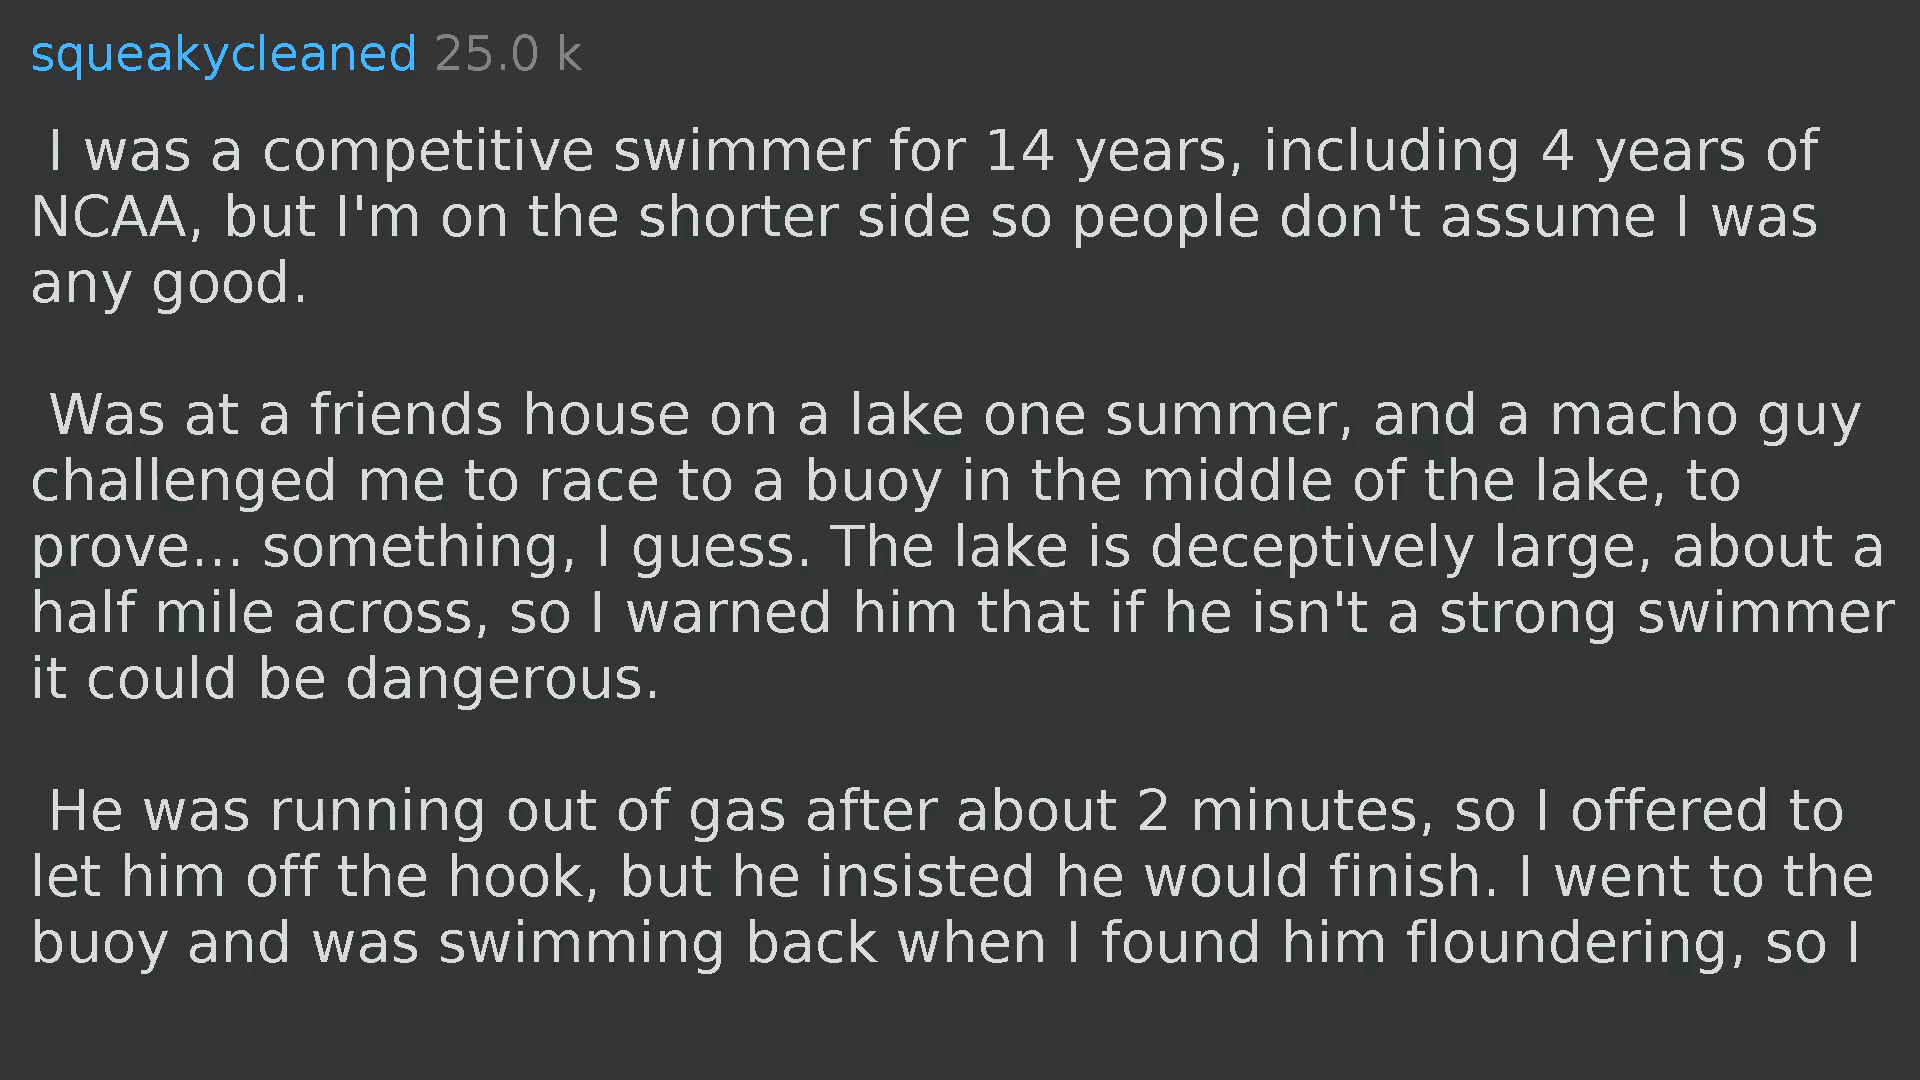 squeakycleaned 25.0 k
I was a competitive swimmer for 14 years, including 4 years of
NCAA, but I'm on the shorter side so people don't assume I was
any good.
Was at a friends house on a lake one summer, and a macho guy
challenged me to race to a buoy in the middle of the lake, to
prove... something, I guess. The lake is deceptively large, about a
half mile across, so I warned him that if he isn't a strong swimmer
it could be dangerous.
He was running out of gas after about 2 minutes, so I offered to
let him off the hook, but he insisted he would finish. I went to the
buoy and was swimming back when I found him floundering, so I